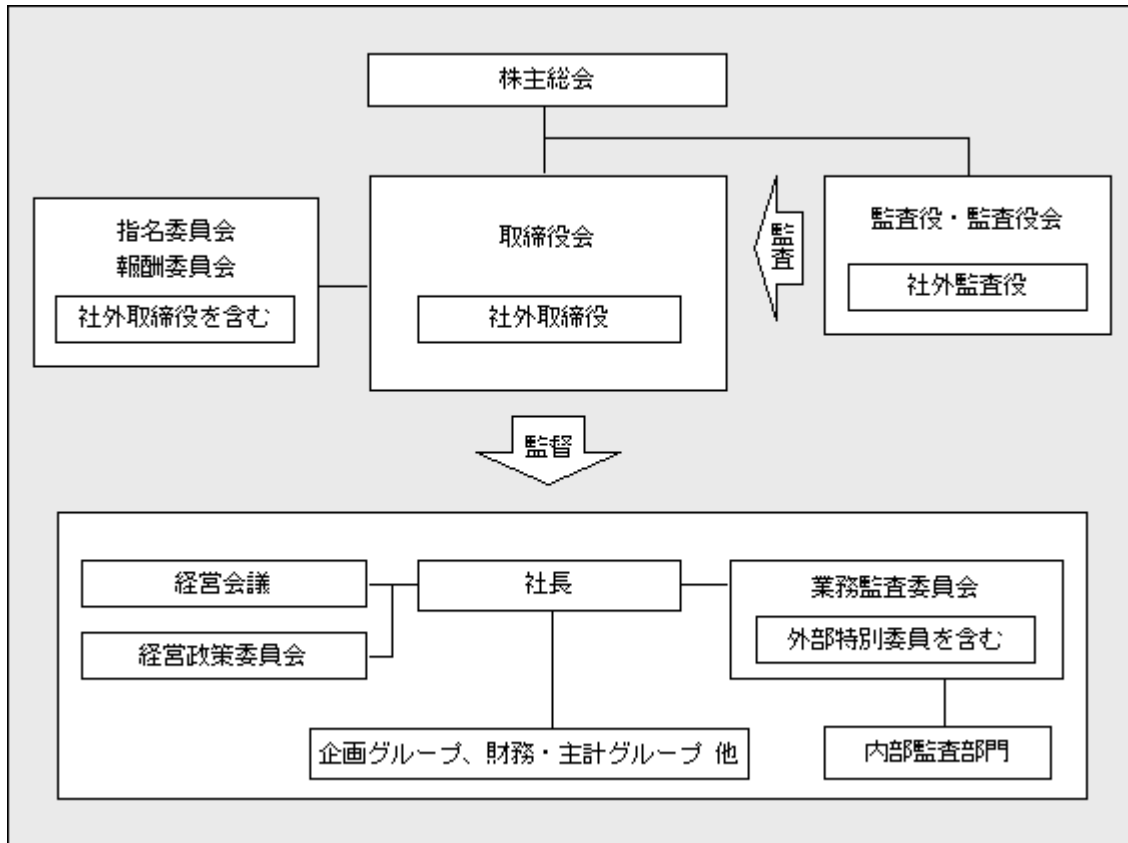 株主総会
指名委員会
報酬委員会
社外取締役を含む
取締役会
社外取締役
監査
監査役・監査役会
社外監査役
監督
経営会議
経営政策委員会
社長
業務監査委員会
外部特別委員を含む
企画グループ、財務・主計グループ 他
内部監査部門